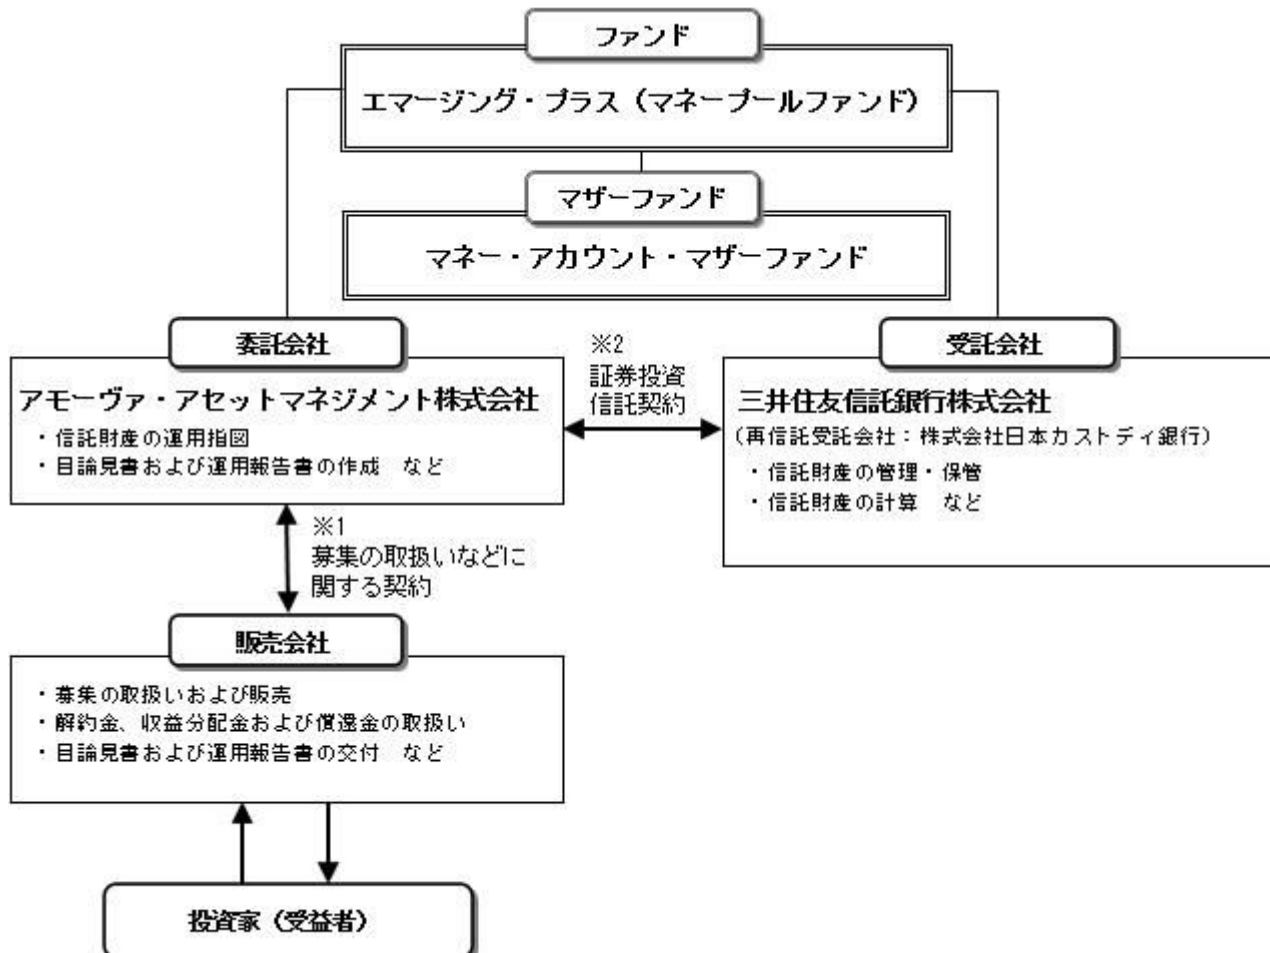 ファンド
エマージング・プラス（マネープールファンド）
マザーファンド
マネー・アカウント・マザーファンド
委託会社
アモーヴァ・アセットマネジメント株式会社
・信託財産の運用指図
・目論見書および運用報告書の作成　など
※2
証券投資
信託契約
受託会社
三井住友信託銀行株式会社
（再信託受託会社：株式会社日本カストディ銀行）
・信託財産の管理・保管
・信託財産の計算　など
※1
募集の取扱いなどに
関する契約
販売会社
・募集の取扱いおよび販売
・解約金、収益分配金および償還金の取扱い
・目論見書および運用報告書の交付　など
投資家（受益者）